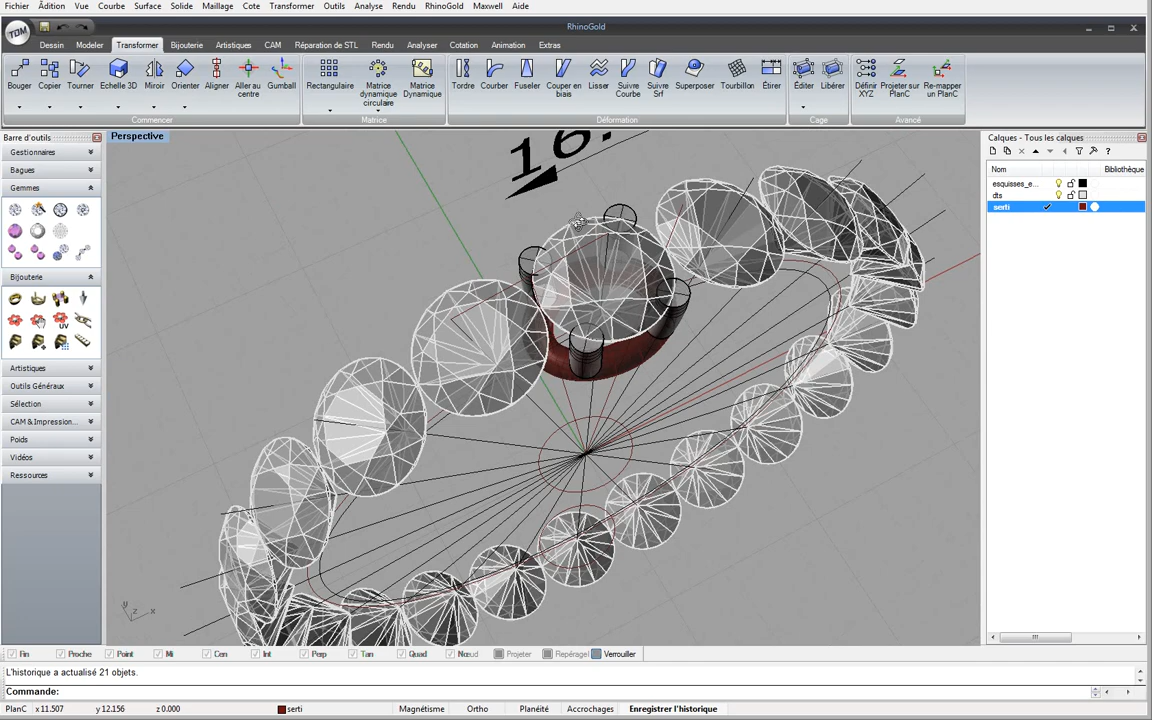 Fichier Âdition Vue Courbe Surface Solide Maillage Cote Transformer Outils Analyse Rendu RhinoGold Maxwell Aide
TDM RhinoGold
Dessin Modeler Transformer Bijouterie Artistiques CAM Réparation de STL Rendu Analyser Cotation Animation Extras
Bouger Copier Tourner Echelle 3D Miroir Orienter Aligner Aller au centre Gumball Rectangulaire Matrice dynamique circulaire Matrice Dynamique Tordre Courber Fuseler Couper en biais Lisser Suivre Courbe Suivre Srf Superposer Tourbillon Étirer Éditer Libérer Définir XYZ Projeter sur PlanC Re-mapper un PlanC
Commencer Matrice Déformation Cage Avancé
Barre d'outils
Gestionnaires
Bagues
Gemmes
Bijouterie
UV
Artistiques
Outils Généraux
Sélection
CAM & Impression...
Poids
Vidéos
Ressources
Perspective
16.
y
z x
Calques - Tous les calques
Nom Bibliothèque
esquisses_e...
dts
serti
Fin Proche Point Mi Cen Int Perp Tan Quad Nœud Projeter Repérage Verrouiller
L'historique a actualisé 21 objets.
Commande:
PlanC x 11.507 y 12.156 z 0.000 serti Magnétisme Ortho Planéité Accrochages Enregistrer l'historique